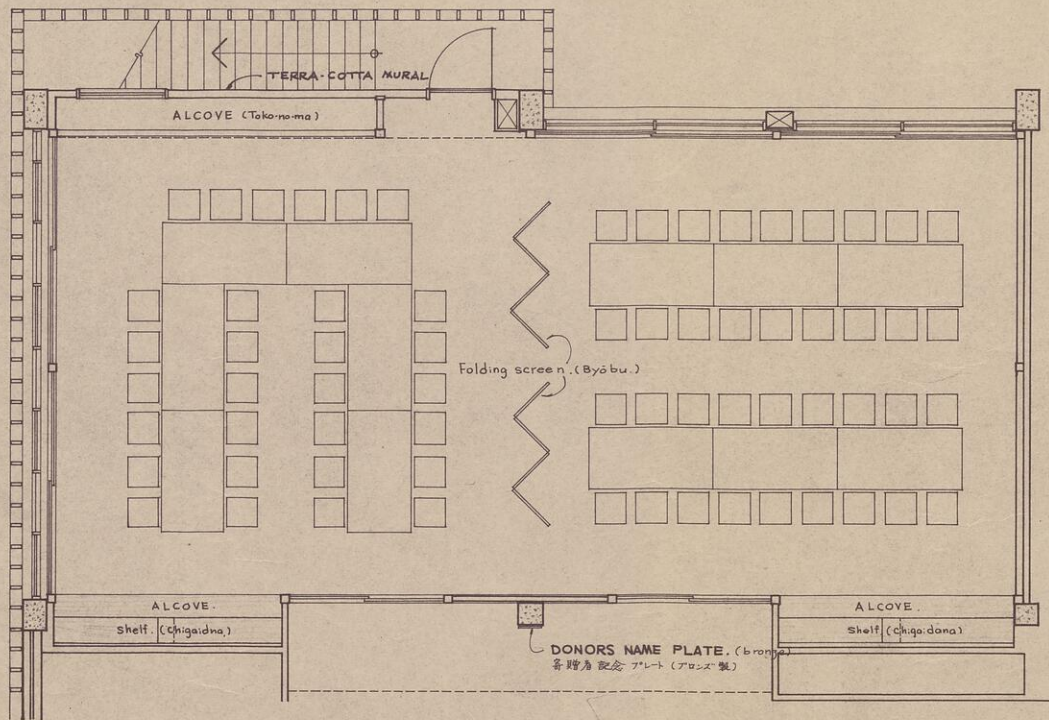 TERRA-COTTA MURAL
ALCOVE (Toko-no-ma)
Folding screen.(Byōbu.)
ALCOVE.
Shelf. (Chigaidna,)
ALCOVE.
Shelf (Chigai-dana)
DONORS NAME PLATE. (bronze)
寄贈者記念プレート(ブロンズ製)